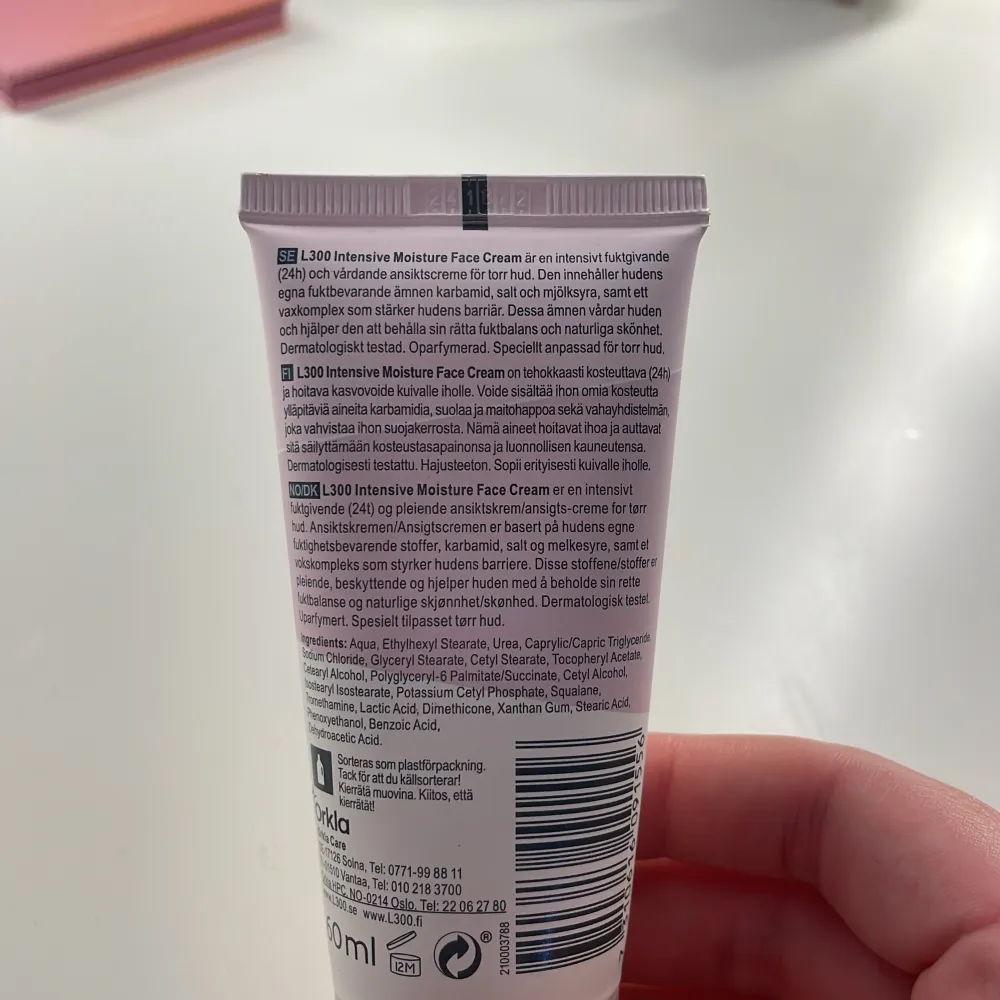 SE L300 Intensive Moisture Face Cream är en intensivt fuktgivande
(24h) och vårdande ansiktscreme för torr hud. Den innehåller hudens
egna fuktbevarande ämnen karbamid, salt och mjölksyra, samt ett
vaxkomplex som stärker hudens barriär. Dessa ämnen vårdar huden
och hjälper den att behålla sin rätta fuktbalans och naturliga skönhet.
Dermatologiskt testad. Oparfymerad. Speciellt anpassad för torr hud.
FI L300 Intensive Moisture Face Cream on tehokkaasti kosteuttava (24h)
ja hoitava kasvovoide kuivalle iholle. Voide sisältää ihon omia kosteutta
ylläpitäviä aineita karbamidia, suolaa ja maitohappoa sekä vahayhdistelmän,
joka vahvistaa ihon suojakerrosta. Nämä aineet hoitavat ihoa ja auttavat
sitä säilyttämään kosteustasapainonsa ja luonnollisen kauneutensa.
Dermatologisesti testattu. Hajusteeton. Sopii erityisesti kuivalle iholle.
NO/DK L300 Intensive Moisture Face Cream er en intensivt
fuktgivende (24t) og pleiende ansiktskrem/ansigts-creme for tørr
hud. Ansiktskremen/Ansigtscremen er basert på hudens egne
fuktighetsbevarende stoffer, karbamid, salt og melkesyre, samt et
vokskompleks som styrker hudens barriere. Disse stoffene/stoffer er
pleiende, beskyttende og hjelper huden med å beholde sin rette
fuktbalanse og naturlige skjønnhet/skønhed. Dermatologisk testet.
Uparfymert. Spesielt tilpasset tørr hud.
Ingredients: Aqua, Ethylhexyl Stearate, Urea, Caprylic/Capric Triglyceride,
Sodium Chloride, Glyceryl Stearate, Cetyl Stearate, Tocopheryl Acetate,
Cetearyl Alcohol, Polyglyceryl-6 Palmitate/Succinate, Cetyl Alcohol,
Isostearyl Isostearate, Potassium Cetyl Phosphate, Squalane,
Tromethamine, Lactic Acid, Dimethicone, Xanthan Gum, Stearic Acid,
Phenoxyethanol, Benzoic Acid,
Dehydroacetic Acid.
Sorteras som plastförpackning.
Tack för att du källsorterar!
Kierrätä muovina. Kiitos, että
kierrätät!
Orkla
Care
17126 Solna, Tel: 0771-99 88 11
Vantaa, Tel: 010 218 3700
HPC, NO-0214 Oslo, Tel: 22 06 27 80
www.L300.fi
ml
12M
®
210003788